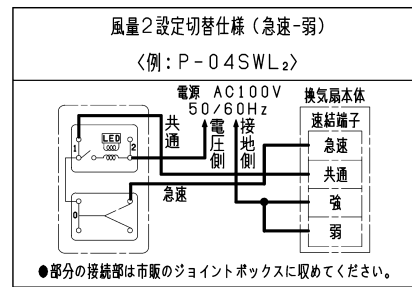 風量2設定切替仕様(急速-弱)
〈例:P-04SWL₂〉
電源 AC100V
50/60Hz
換気扇本体
速結端子
急速
共通
強
弱
共通
電圧側
接地側
LED
1
2
0
急速
●部分の接続部は市販のジョイントボックスに収めてください。